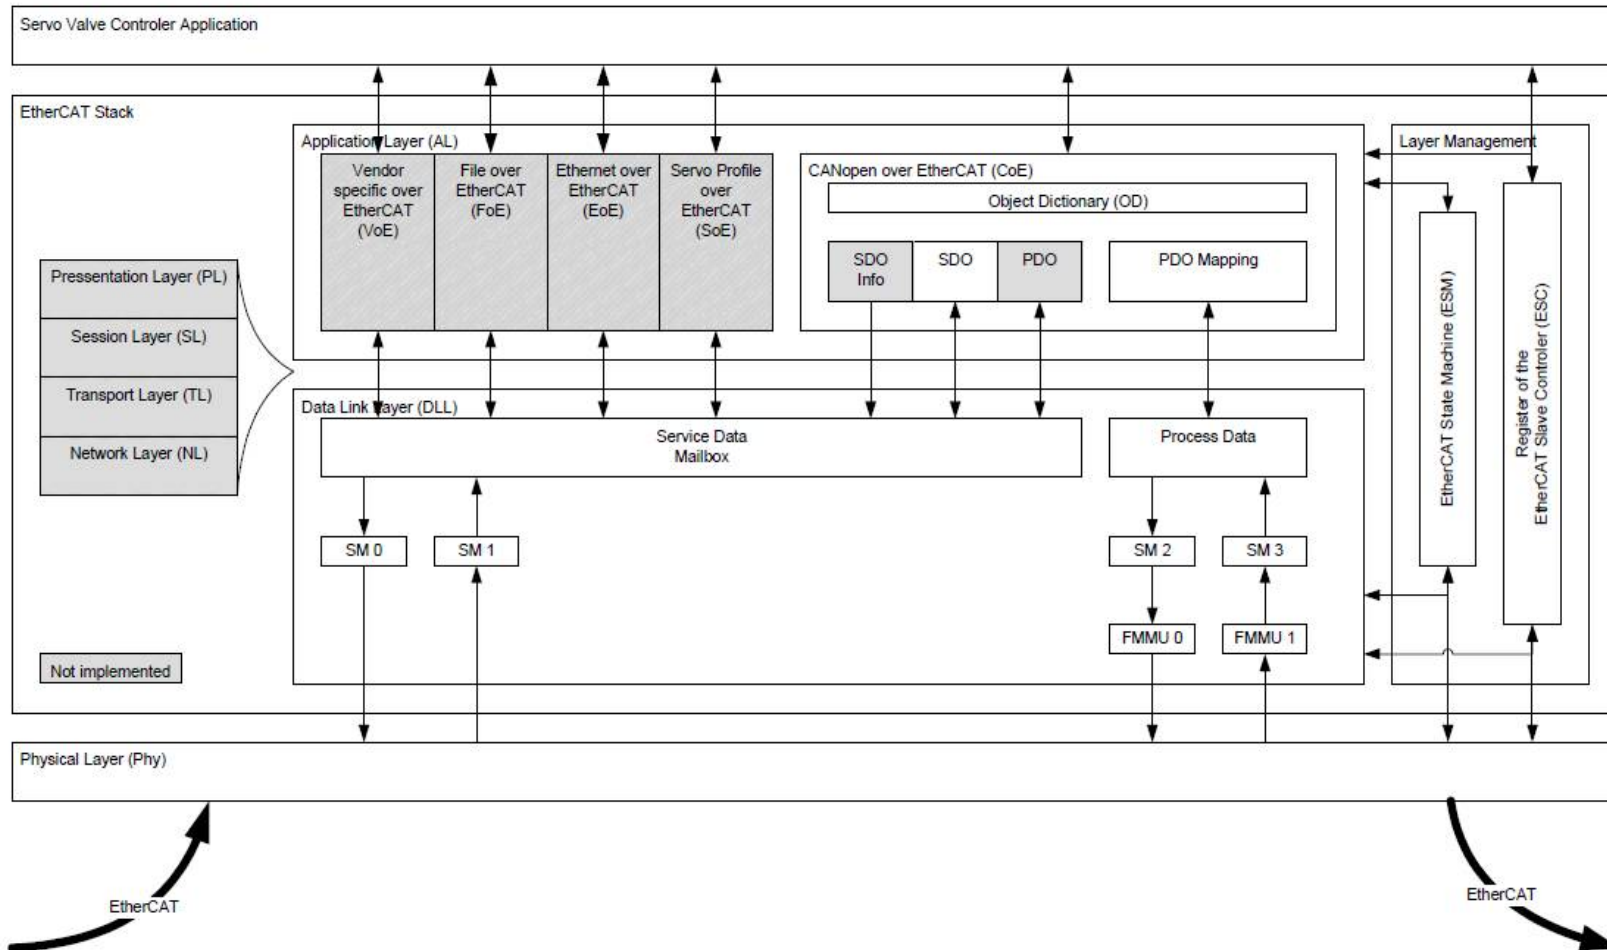 Servo Valve Controler Application
EtherCAT Stack
Application Layer (AL)
Layer Management
Vendor
specific over
EtherCAT
(VoE)
File over
EtherCAT
(FoE)
Ethernet over
EtherCAT
(EoE)
Servo Profile
over
EtherCAT
(SoE)
CANopen over EtherCAT (CoE)
Object Dictionary (OD)
SDO
Info
SDO
PDO
PDO Mapping
Pressentation Layer (PL)
Session Layer (SL)
Transport Layer (TL)
Network Layer (NL)
EtherCAT State Machine (ESM)
Register of the
EtherCAT Slave Controler (ESC)
Data Link Layer (DLL)
Service Data
Mailbox
Process Data
SM 0
SM 1
SM 2
SM 3
FMMU 0
FMMU 1
Not implemented
Physical Layer (Phy)
EtherCAT
EtherCAT